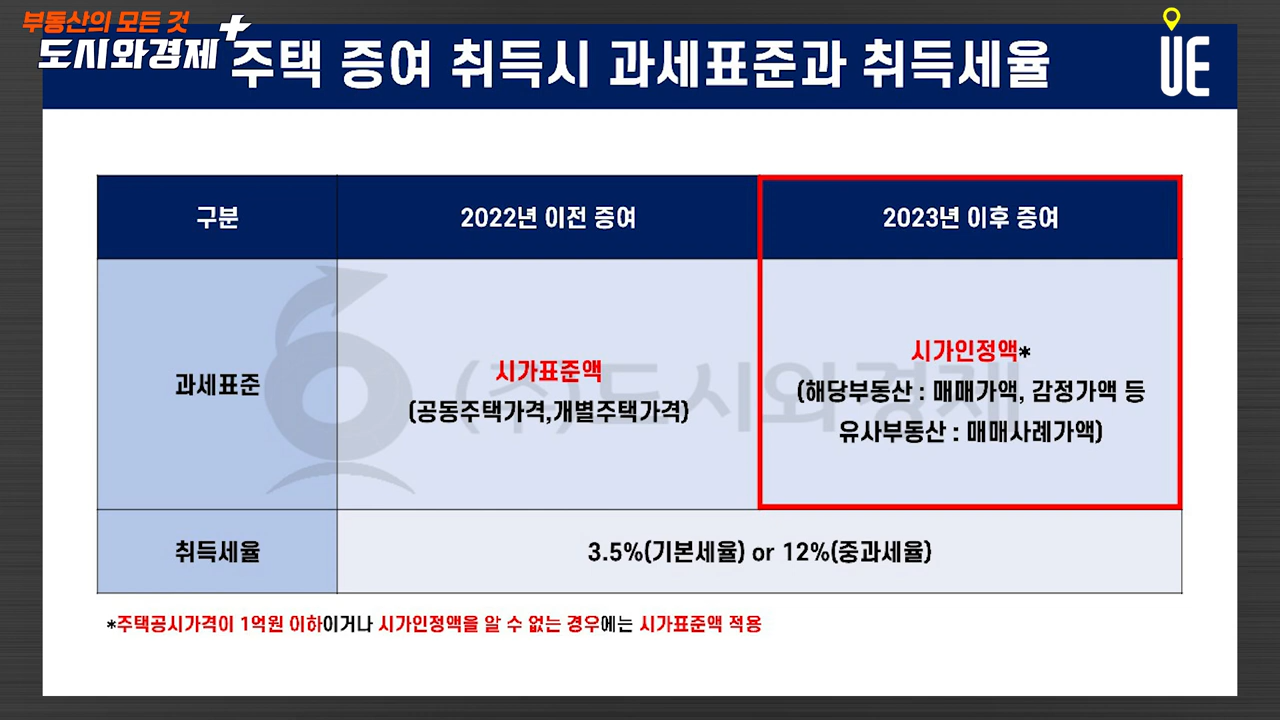 부동산의 모든 것
도시와경제+
주택 증여 취득시 과세표준과 취득세율
UE
구분
2022년 이전 증여
2023년 이후 증여
과세표준
시가표준액
(공동주택가격,개별주택가격)
시가인정액*
(해당부동산 : 매매가액, 감정가액 등
유사부동산 : 매매사례가액)
(주)도시와경제
취득세율
3.5%(기본세율) or 12%(중과세율)
*주택공시가격이 1억원 이하이거나 시가인정액을 알 수 없는 경우에는 시가표준액 적용